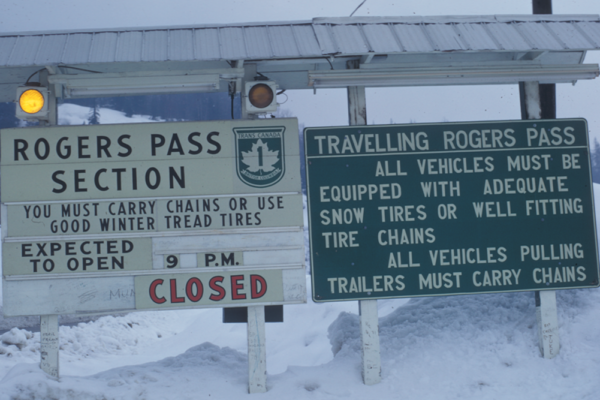 ROGERS PASS
SECTION
TRANS-CANADA
1
YOU MUST CARRY CHAINS OR USE
GOOD WINTER TREAD TIRES
EXPECTED
TO OPEN 9 P.M.
CLOSED
TRAVELLING ROGERS PASS
ALL VEHICLES MUST BE
EQUIPPED WITH ADEQUATE
SNOW TIRES OR WELL FITTING
TIRE CHAINS
ALL VEHICLES PULLING
TRAILERS MUST CARRY CHAINS